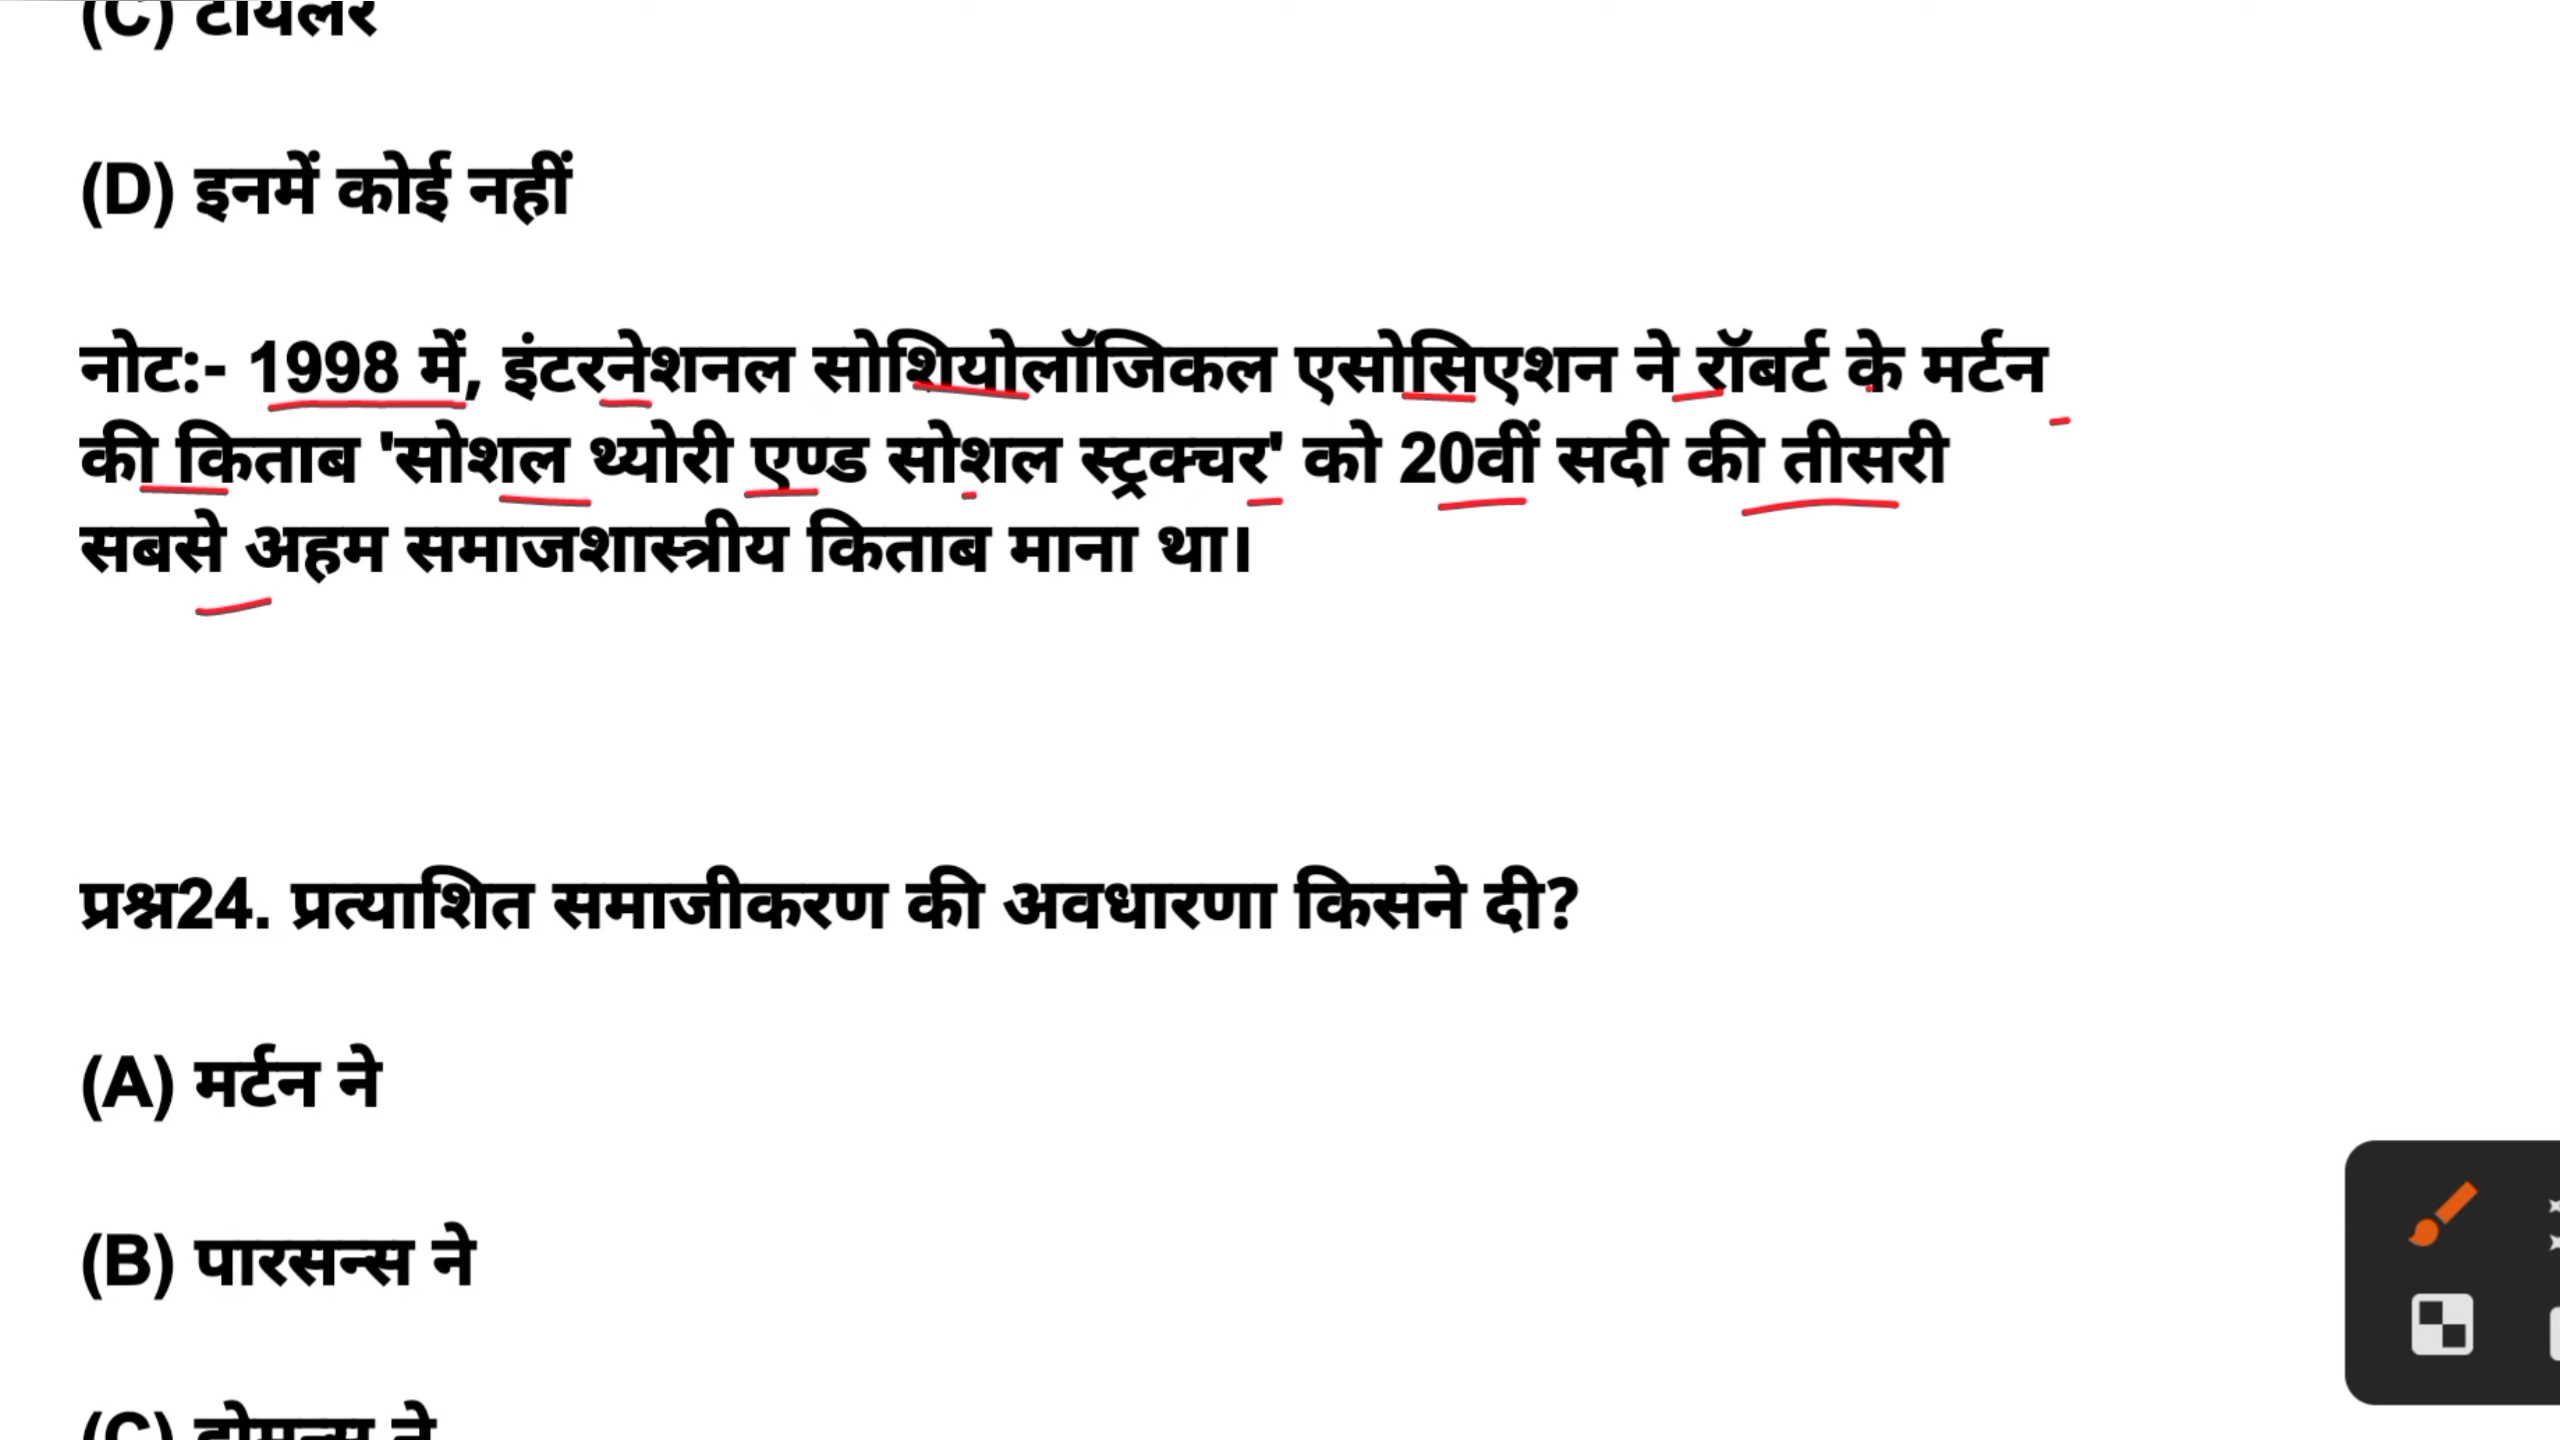 (C) टायलर
(D) इनमें कोई नहीं
नोट:- 1998 में, इंटरनेशनल सोशियोलॉजिकल एसोसिएशन ने रॉबर्ट के मर्टन
की किताब 'सोशल थ्योरी एण्ड सोशल स्ट्रक्चर' को 20वीं सदी की तीसरी
सबसे अहम समाजशास्त्रीय किताब माना था।
प्रश्न24. प्रत्याशित समाजीकरण की अवधारणा किसने दी?
(A) मर्टन ने
(B) पारसन्स ने
(C) ने